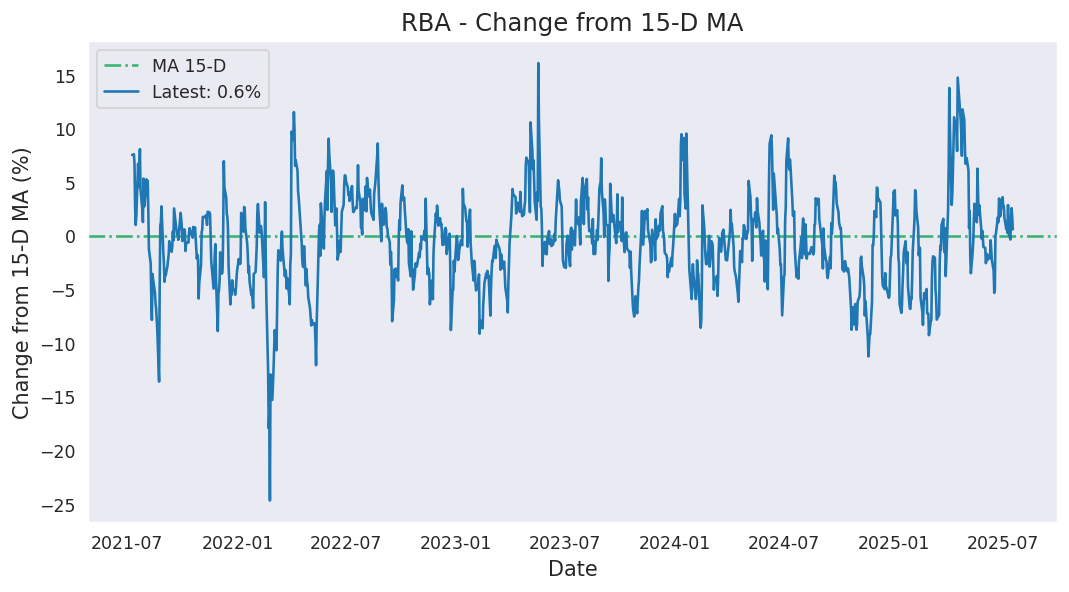 RBA - Change from 15-D MA
MA 15-D
Latest: 0.6%
Change from 15-D MA (%)
15
10
5
0
−5
−10
−15
−20
−25
2021-07 2022-01 2022-07 2023-01 2023-07 2024-01 2024-07 2025-01 2025-07
Date